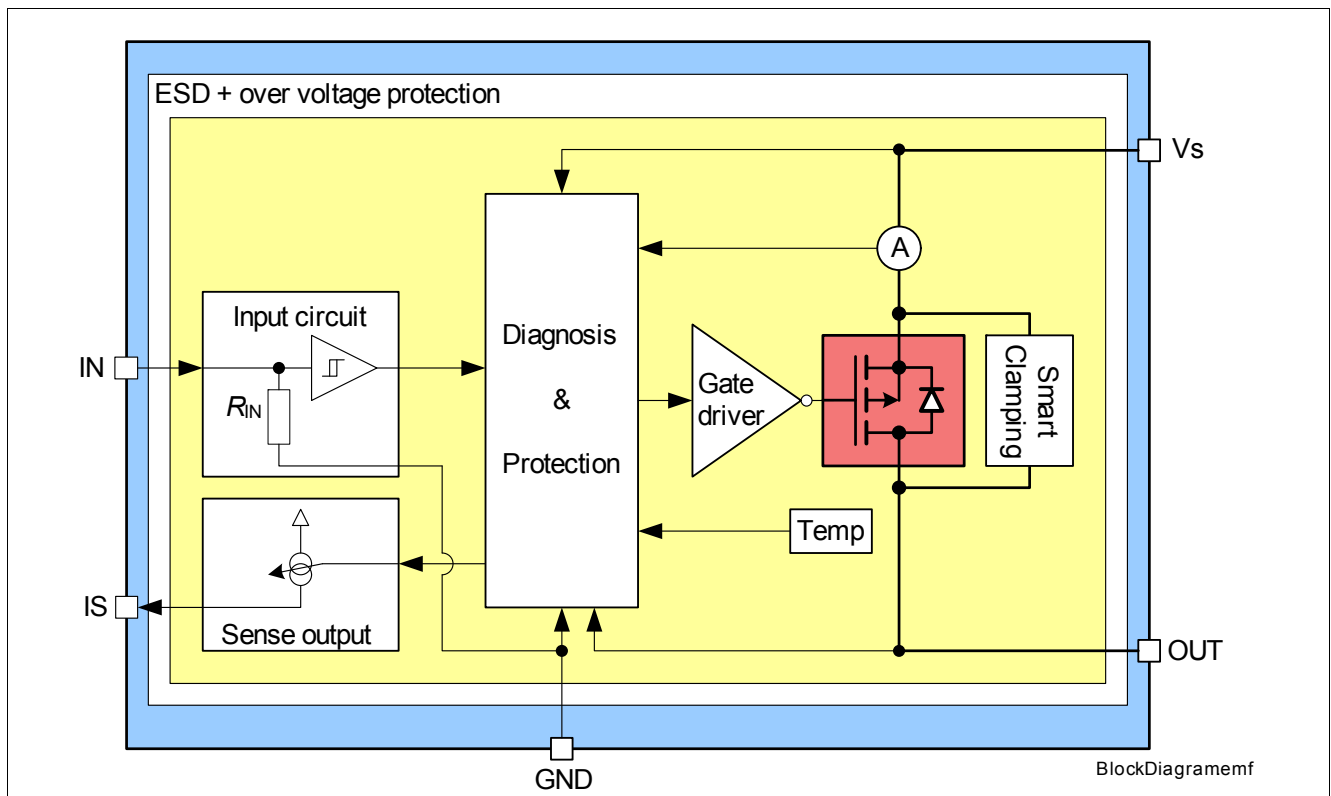 ESD + over voltage protection
Vs
A
Input circuit
IN
R_IN
Diagnosis
&
Protection
Gate
driver
Smart
Clamping
Temp
IS
Sense output
OUT
GND
BlockDiagramemf